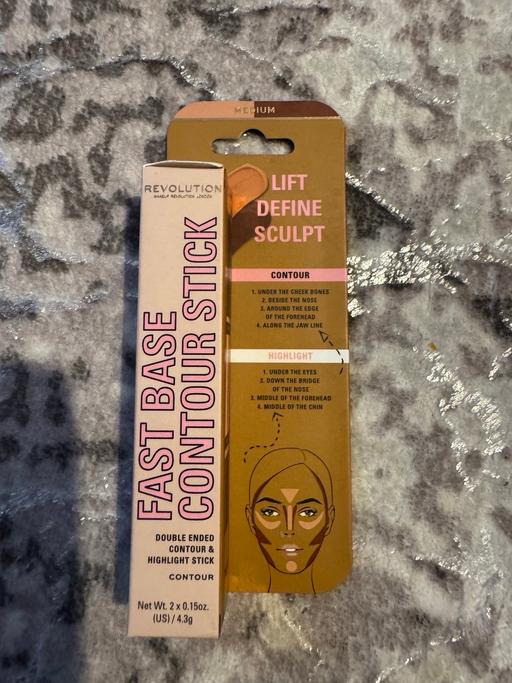 MEDIUM
REVOLUTION
MAKEUP REVOLUTION LONDON
FAST BASE
CONTOUR STICK
DOUBLE ENDED
CONTOUR &
HIGHLIGHT STICK
CONTOUR
Net Wt. 2 x 0.15oz.
(US) / 4.3g
LIFT
DEFINE
SCULPT
CONTOUR
1. UNDER THE CHEEK BONES
2. BESIDE THE NOSE
3. AROUND THE EDGE
OF THE FOREHEAD
4. ALONG THE JAW LINE
HIGHLIGHT
1. UNDER THE EYES
2. DOWN THE BRIDGE
OF THE NOSE
3. MIDDLE OF THE FOREHEAD
4. MIDDLE OF THE CHIN